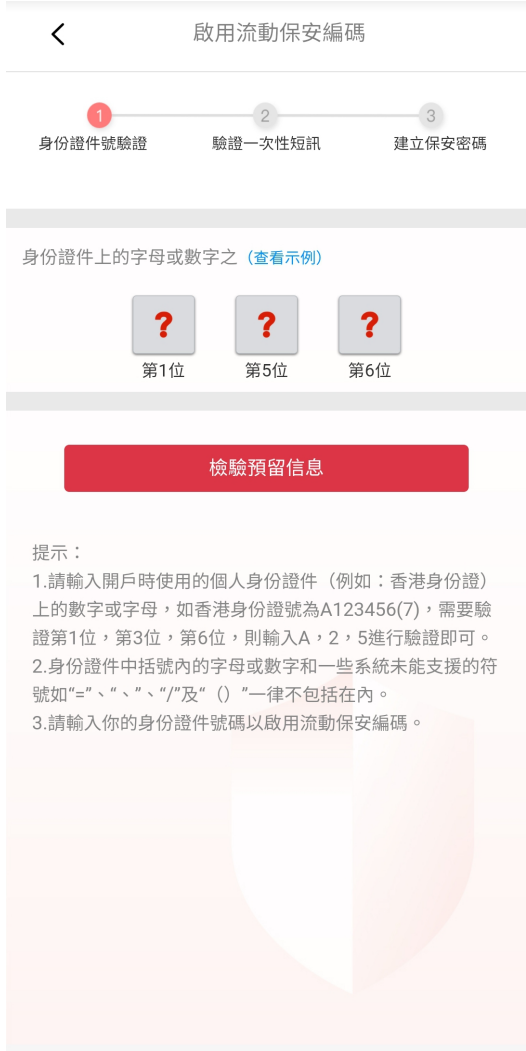 啟用流動保安編碼
1
2
3
身份證件號驗證
驗證一次性短訊
建立保安密碼
身份證件上的字母或數字之（查看示例）
? ? ?
第1位
第5位
第6位
檢驗預留信息
提示：
1.請輸入開戶時使用的個人身份證件（例如：香港身份證）
上的數字或字母，如香港身份證號為A123456(7)，需要驗
證第1位，第3位，第6位，則輸入A，2，5進行驗證即可。
2.身份證件中括號內的字母或數字和一些系統未能支援的符
號如“=”、“、”、“/”及“（）”一律不包括在內。
3.請輸入你的身份證件號碼以啟用流動保安編碼。